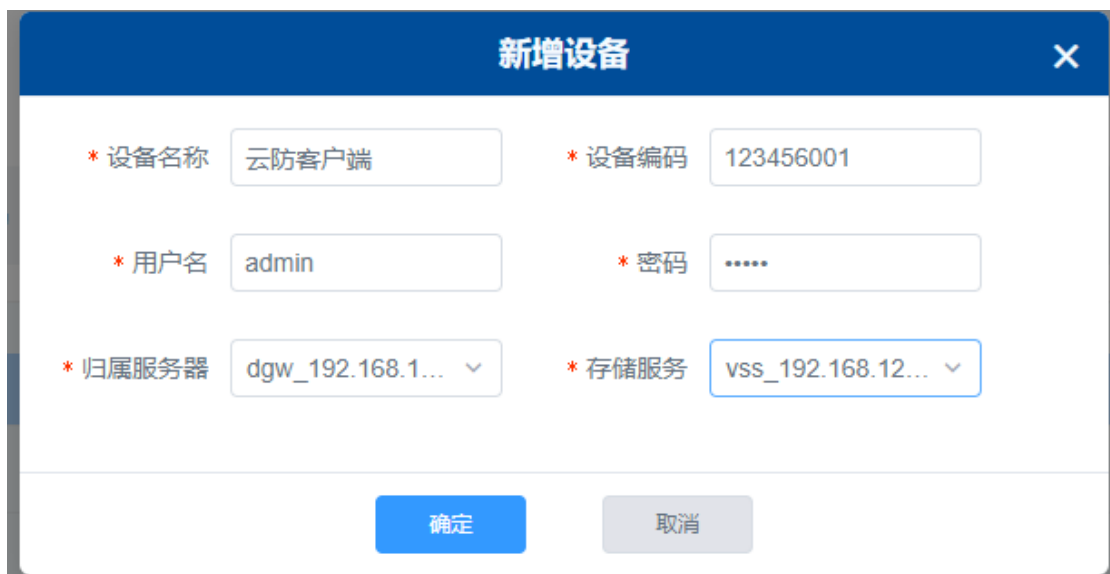 新增设备
* 设备名称 云防客户端 * 设备编码 123456001
* 用户名 admin * 密码 •••••
* 归属服务器 dgw_192.168.1... * 存储服务 vss_192.168.12...
确定 取消